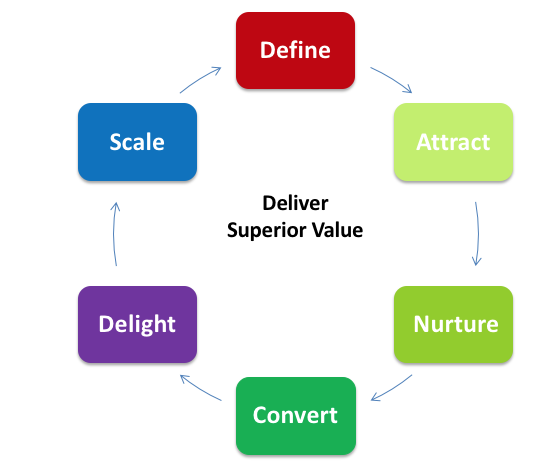 Define
Scale
Attract
Deliver
Superior Value
Delight
Nurture
Convert